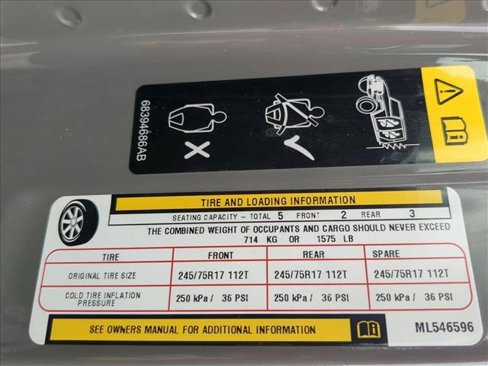 68394686AB
TIRE AND LOADING INFORMATION
SEATING CAPACITY - TOTAL 5 FRONT 2 REAR 3
THE COMBINED WEIGHT OF OCCUPANTS AND CARGO SHOULD NEVER EXCEED
714 KG OR 1575 LB
TIRE FRONT REAR SPARE
ORIGINAL TIRE SIZE 245/75R17 112T 245/75R17 112T 245/75R17 112T
COLD TIRE INFLATION PRESSURE 250 kPa / 36 PSI 250 kPa / 36 PSI 250 kPa / 36 PSI
SEE OWNERS MANUAL FOR ADDITIONAL INFORMATION
ML546596